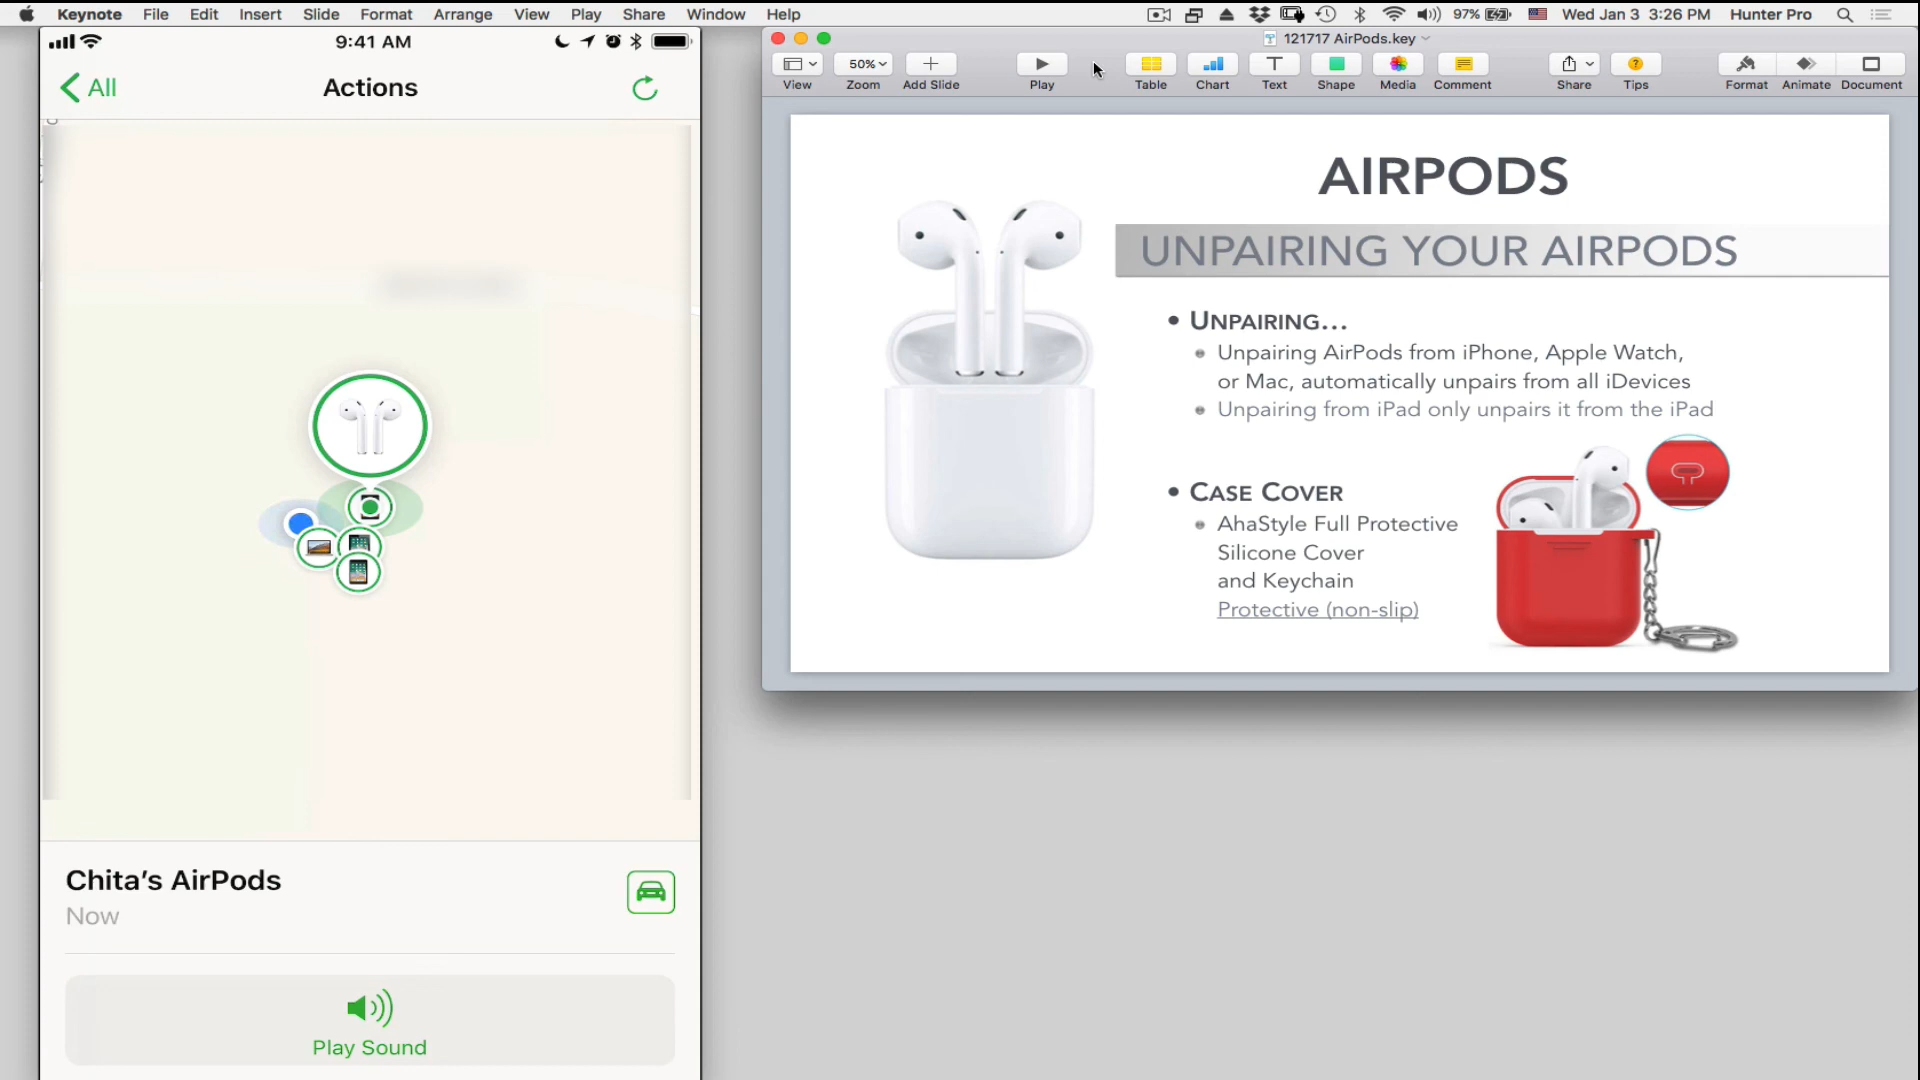 Keynote File Edit Insert Slide Format Arrange View Play Share Window Help
97% Wed Jan 3 3:26 PM Hunter Pro
9:41 AM
All
Actions
Chita's AirPods
Now
Play Sound
121717 AirPods.key
50%
View Zoom Add Slide Play Table Chart Text Shape Media Comment Share Tips Format Animate Document
AIRPODS
UNPAIRING YOUR AIRPODS
• UNPAIRING...
Unpairing AirPods from iPhone, Apple Watch,
or Mac, automatically unpairs from all iDevices
Unpairing from iPad only unpairs it from the iPad
• CASE COVER
AhaStyle Full Protective
Silicone Cover
and Keychain
Protective (non-slip)